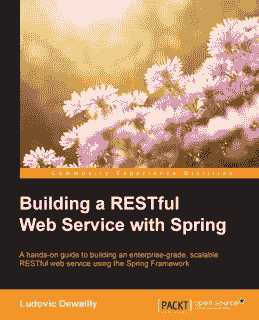 Community Experience Distilled
Building a RESTful
Web Service with Spring
A hands-on guide to building an enterprise-grade, scalable
RESTful web service using the Spring Framework
Ludovic Dewailly
PACKT
open source
PUBLISHING